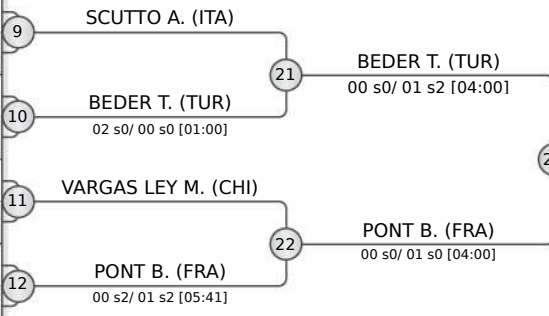 9
SCUTTO A. (ITA)
21
BEDER T. (TUR)
00 s0/ 01 s2 [04:00]
10
BEDER T. (TUR)
02 s0/ 00 s0 [01:00]
11
VARGAS LEY M. (CHI)
22
PONT B. (FRA)
00 s0/ 01 s0 [04:00]
12
PONT B. (FRA)
00 s2/ 01 s2 [05:41]